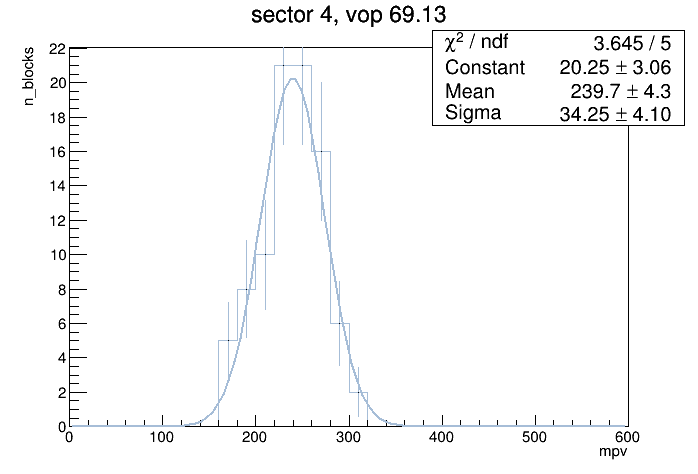 sector 4, vop 69.13
χ² / ndf 3.645 / 5
Constant 20.25 ± 3.06
Mean 239.7 ± 4.3
Sigma 34.25 ± 4.10
n_blocks
22
20
18
16
14
12
10
8
6
4
2
0
0 100 200 300 400 500 600
mpv